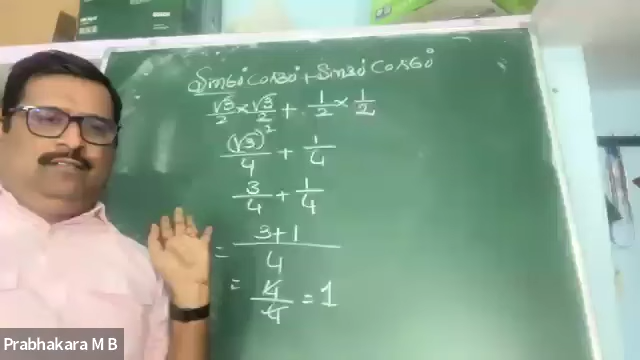 Sin60° Cos30° + Sin30° Cos60°
√3/2 × √3/2 + 1/2 × 1/2
(√3)²/4 + 1/4
3/4 + 1/4
= 3+1/4
= 4/4 = 1
Prabhakara M B